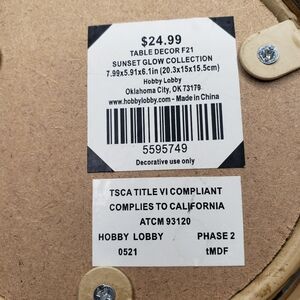 $24.99
TABLE DECOR F21
SUNSET GLOW COLLECTION
7.99x5.91x6.1in (20.3x15x15.5cm)
Hobby Lobby
Oklahoma City, OK 73179
www.hobbylobby.com - Made in China
5595749
Decorative use only
TSCA TITLE VI COMPLIANT
COMPLIES TO CALIFORNIA
ATCM 93120
HOBBY LOBBY PHASE 2
0521 tMDF